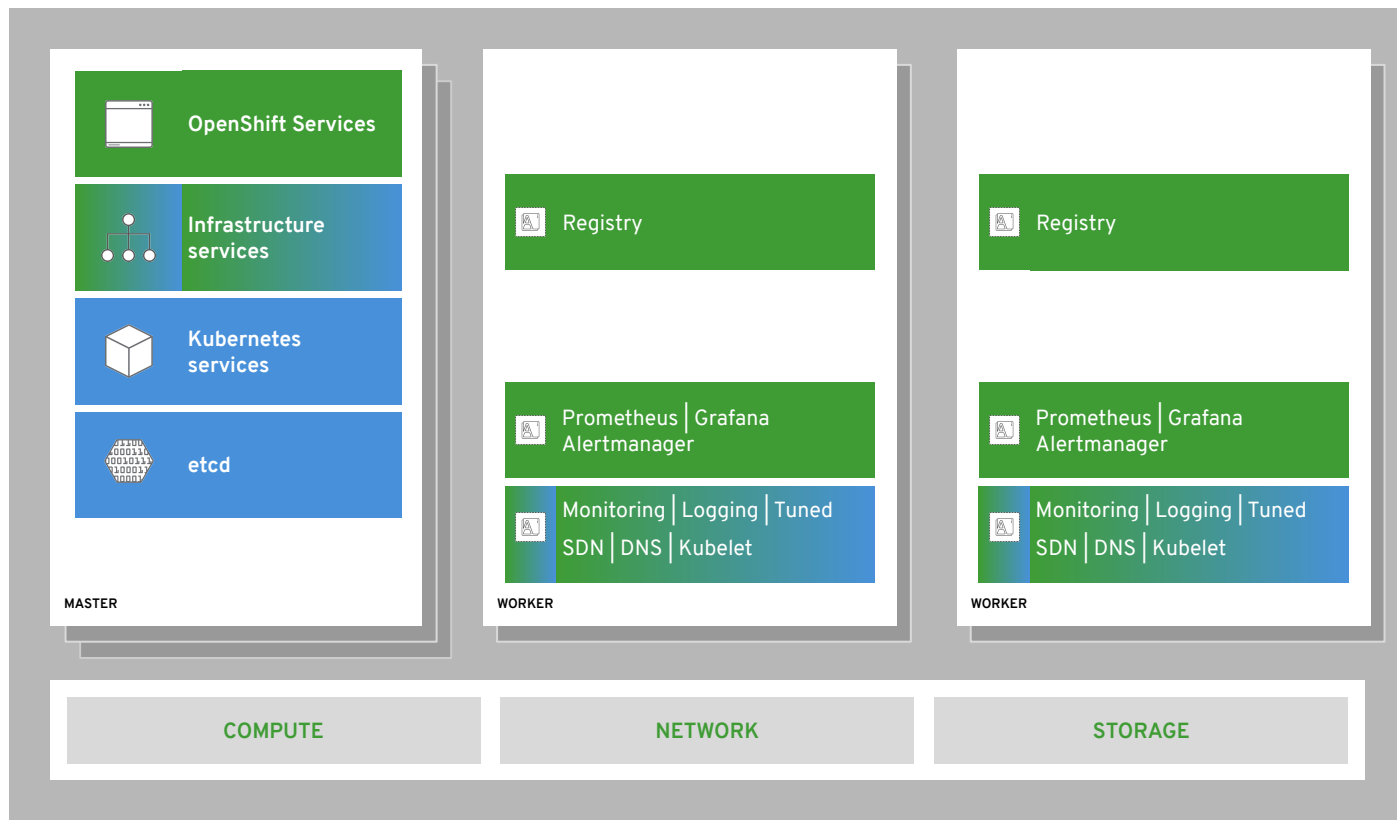 OpenShift Services
Infrastructure
services
Kubernetes
services
etcd
MASTER
Registry
Prometheus | Grafana
Alertmanager
Monitoring | Logging | Tuned
SDN | DNS | Kubelet
WORKER
Registry
Prometheus | Grafana
Alertmanager
Monitoring | Logging | Tuned
SDN | DNS | Kubelet
WORKER
COMPUTE
NETWORK
STORAGE